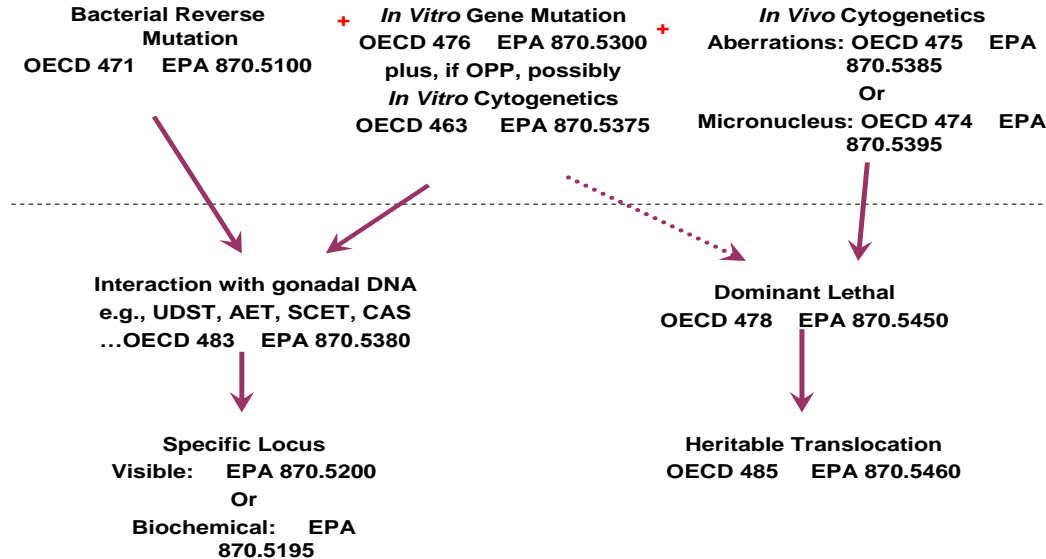 Bacterial Reverse
Mutation
OECD 471 EPA 870.5100
+
In Vitro Gene Mutation
OECD 476 EPA 870.5300
plus, if OPP, possibly
In Vitro Cytogenetics
OECD 463 EPA 870.5375
+
In Vivo Cytogenetics
Aberrations: OECD 475 EPA
870.5385
Or
Micronucleus: OECD 474 EPA
870.5395
Interaction with gonadal DNA
e.g., UDST, AET, SCET, CAS
…OECD 483 EPA 870.5380
Dominant Lethal
OECD 478 EPA 870.5450
Specific Locus
Visible: EPA 870.5200
Or
Biochemical: EPA
870.5195
Heritable Translocation
OECD 485 EPA 870.5460